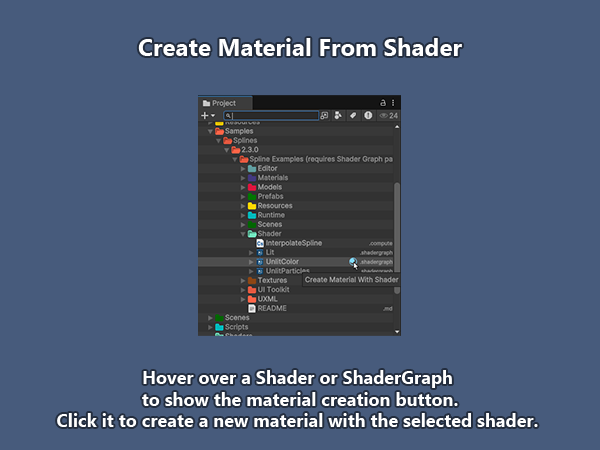 Create Material From Shader
Project
24
Resources
Samples
Splines
2.3.0
Spline Examples (requires Shader Graph pa
Editor
Materials
Models
Prefabs
Resources
Runtime
Scenes
Shader
InterpolateSpline .compute
Lit .shadergraph
UnlitColor .shadergraph
UnlitParticles .shadergraph
Create Material With Shader
Textures
UI Toolkit
UXML
README .md
Scenes
Scripts
Shaders
Hover over a Shader or ShaderGraph
to show the material creation button.
Click it to create a new material with the selected shader.